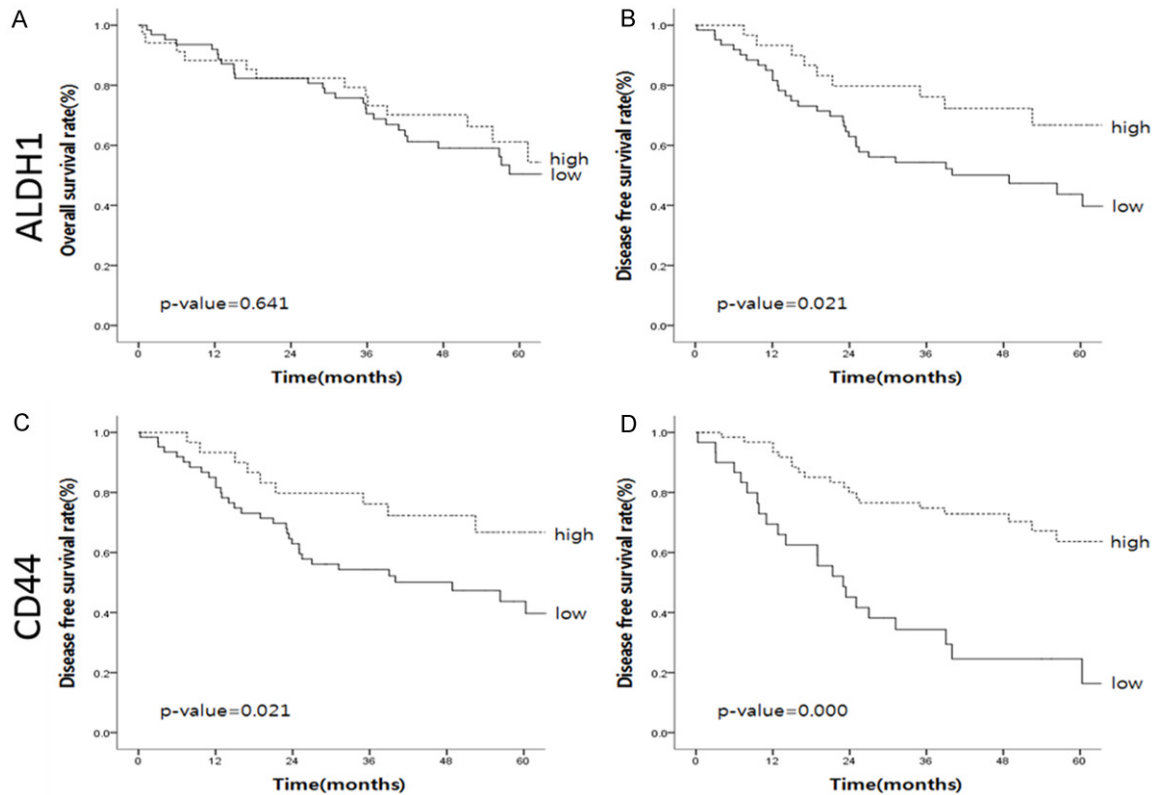 A
ALDH1
Overall survival rate(%)
1.0
0.8
0.6
0.4
0.2
0.0
high
low
p-value=0.641
0 12 24 36 48 60
Time(months)
B
Disease free survival rate(%)
1.0
0.8
0.6
0.4
0.2
0.0
high
low
p-value=0.021
0 12 24 36 48 60
Time(months)
C
CD44
Disease free survival rate(%)
1.0
0.8
0.6
0.4
0.2
0.0
high
low
p-value=0.021
0 12 24 36 48 60
Time(months)
D
Disease free survival rate(%)
1.0
0.8
0.6
0.4
0.2
0.0
high
low
p-value=0.000
0 12 24 36 48 60
Time(months)